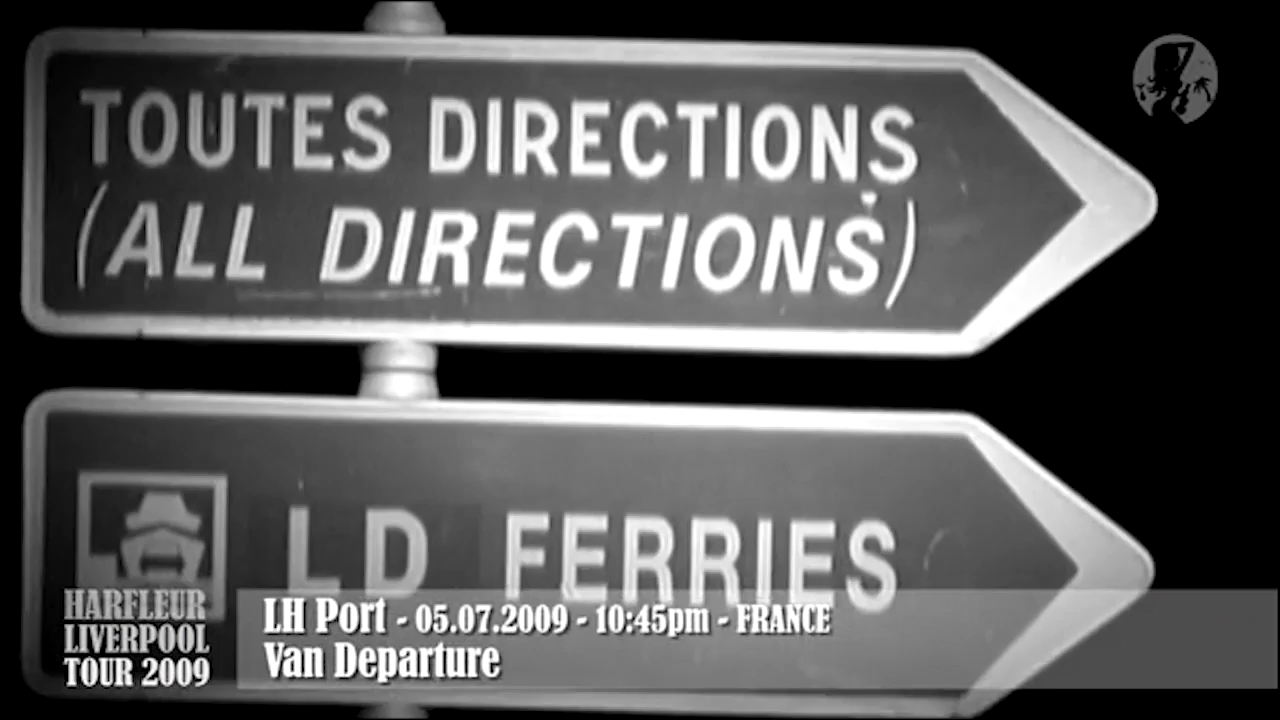 TOUTES DIRECTIONS
(ALL DIRECTIONS)
LD FERRIES
HARFLEUR
LIVERPOOL
TOUR 2009
LH Port - 05.07.2009 - 10:45pm - FRANCE
Van Departure